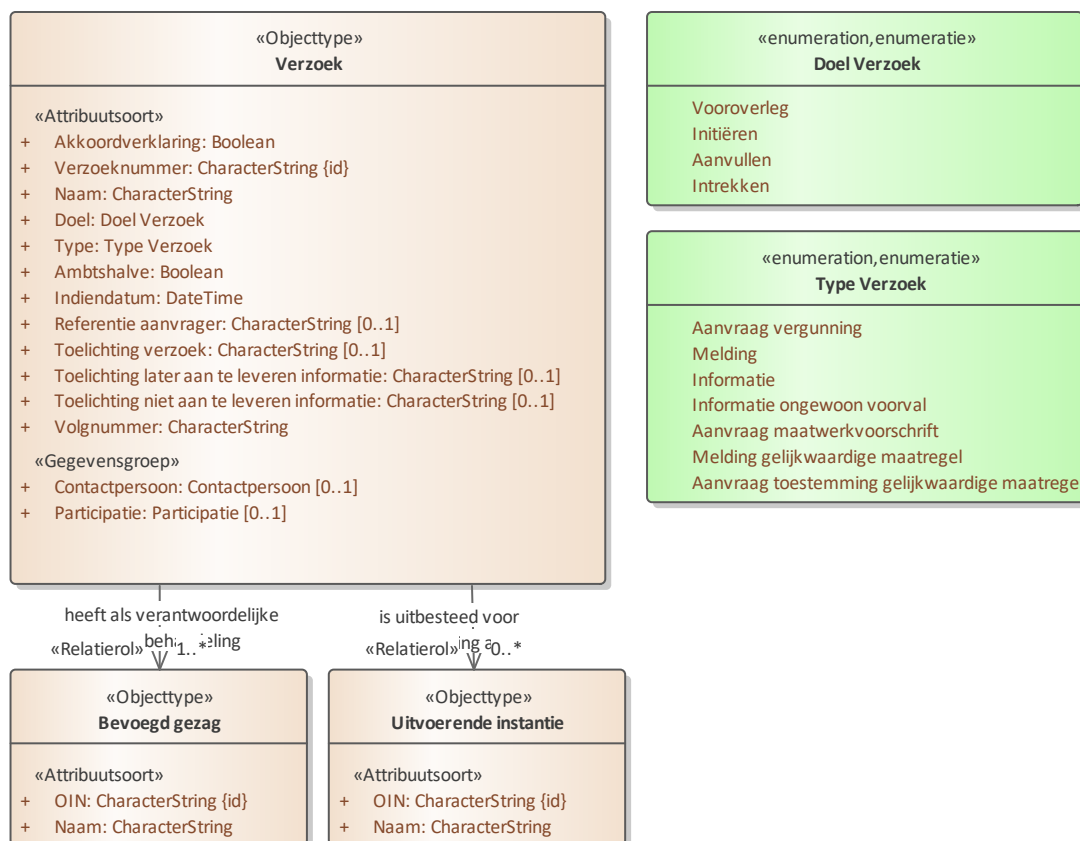 «Objecttype»
Verzoek
«Attribuutsoort»
+ Akkoordverklaring: Boolean
+ Verzoeknummer: CharacterString {id}
+ Naam: CharacterString
+ Doel: Doel Verzoek
+ Type: Type Verzoek
+ Ambtshalve: Boolean
+ Indiendatum: DateTime
+ Referentie aanvrager: CharacterString [0..1]
+ Toelichting verzoek: CharacterString [0..1]
+ Toelichting later aan te leveren informatie: CharacterString [0..1]
+ Toelichting niet aan te leveren informatie: CharacterString [0..1]
+ Volgnummer: CharacterString
«Gegevensgroep»
+ Contactpersoon: Contactpersoon [0..1]
+ Participatie: Participatie [0..1]
«enumeration,enumeratie»
Doel Verzoek
Vooroverleg
Initiëren
Aanvullen
Intrekken
«enumeration,enumeratie»
Type Verzoek
Aanvraag vergunning
Melding
Informatie
Informatie ongewoon voorval
Aanvraag maatwerkvoorschrift
Melding gelijkwaardige maatregel
Aanvraag toestemming gelijkwaardige maatrege
heeft als verantwoordelijke
«Relatierol» 1..*
is uitbesteed voor
«Relatierol» 0..*
«Objecttype»
Bevoegd gezag
«Attribuutsoort»
+ OIN: CharacterString {id}
+ Naam: CharacterString
«Objecttype»
Uitvoerende instantie
«Attribuutsoort»
+ OIN: CharacterString {id}
+ Naam: CharacterString